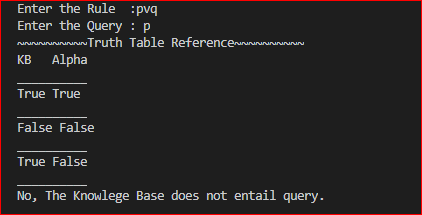 Enter the Rule  :pvq
Enter the Query : p
~~~~~~~~~~Truth Table Reference~~~~~~~~~~
KB   Alpha
__________
True True
__________
False False
__________
True False
__________
No, The Knowlege Base does not entail query.